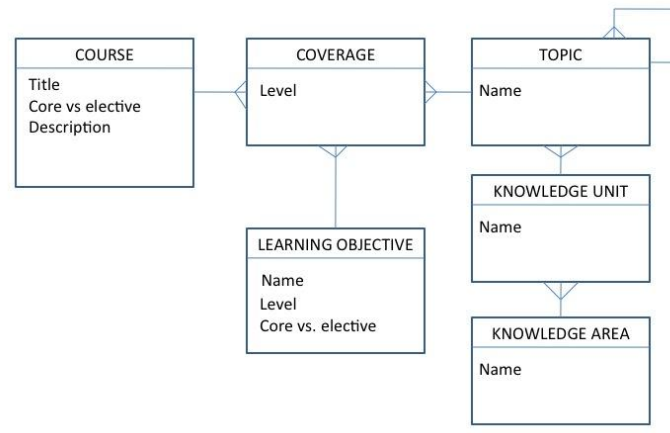 COURSE
Title
Core vs elective
Description
COVERAGE
Level
TOPIC
Name
LEARNING OBJECTIVE
Name
Level
Core vs. elective
KNOWLEDGE UNIT
Name
KNOWLEDGE AREA
Name